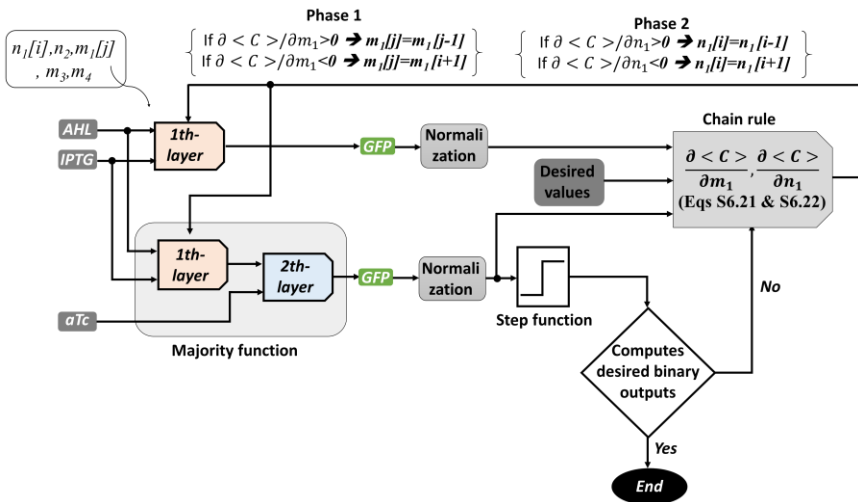 Phase 1
Phase 2
n₁[i],n₂,m₁[j]
, m₃,m₄
If ∂ < C >/∂m₁>0 ➔ m₁[j]=m₁[j-1]
If ∂ < C >/∂m₁<0 ➔ m₁[j]=m₁[i+1]
If ∂ < C >/∂n₁>0 ➔ n₁[i]=n₁[i-1]
If ∂ < C >/∂n₁<0 ➔ n₁[i]=n₁[i+1]
AHL
IPTG
1th-
layer
GFP
Normali
zation
Chain rule
∂ < C >/∂m₁ , ∂ < C >/∂n₁
(Eqs S6.21 & S6.22)
Desired
values
1th-
layer
2th-
layer
GFP
Normali
zation
aTc
Majority function
Step function
No
Computes
desired binary
outputs
Yes
End